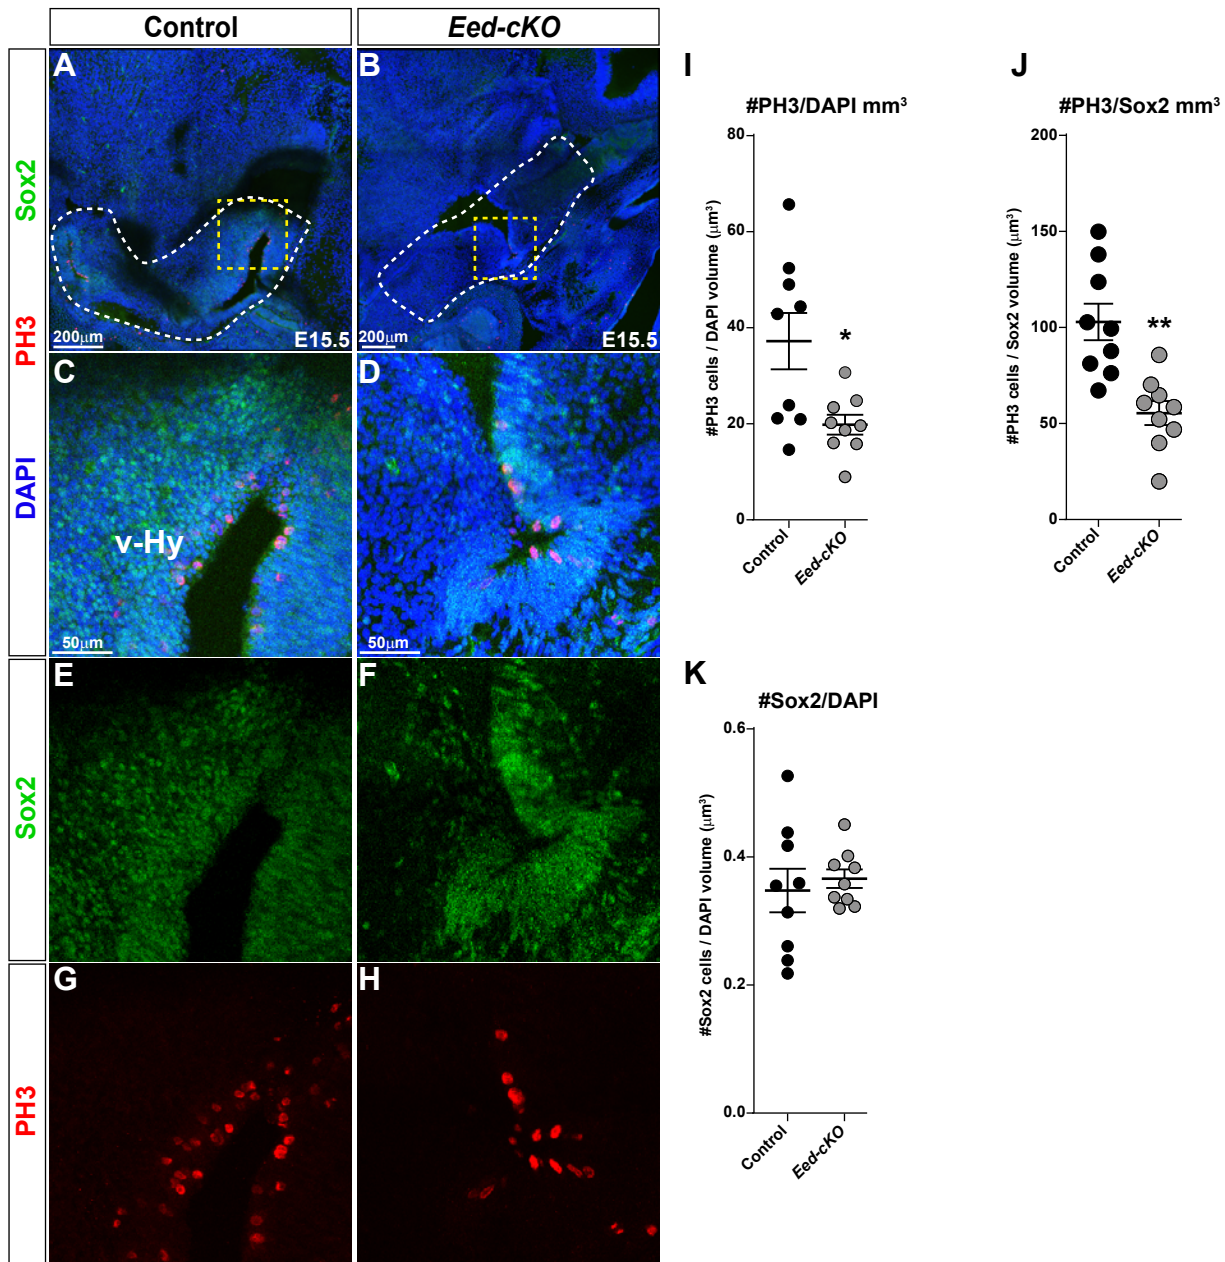 Control
Eed-cKO
Sox2
PH3
DAPI
A
200µm
E15.5
B
200µm
E15.5
C
v-Hy
50µm
D
50µm
Sox2
E
F
PH3
G
H
I
#PH3/DAPI mm³
#PH3 cells / DAPI volume (µm³)
80
60
40
20
0
*
Control
Eed-cKO
J
#PH3/Sox2 mm³
#PH3 cells / Sox2 volume (µm³)
200
150
100
50
0
**
Control
Eed-cKO
K
#Sox2/DAPI
#Sox2 cells / DAPI volume (µm³)
0.6
0.4
0.2
0.0
Control
Eed-cKO